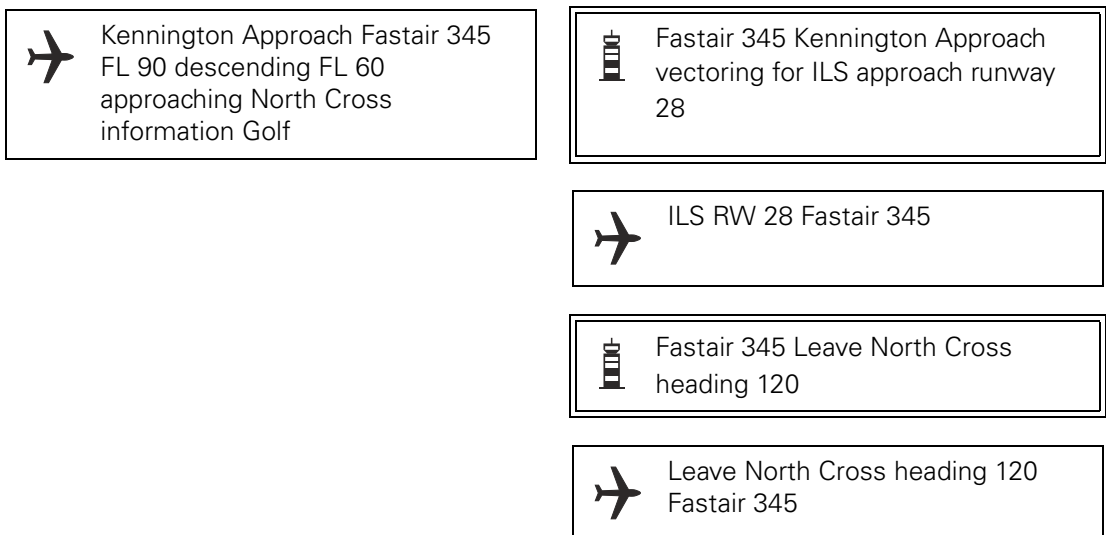 Kennington Approach Fastair 345
FL 90 descending FL 60
approaching North Cross
information Golf
Fastair 345 Kennington Approach
vectoring for ILS approach runway
28
ILS RW 28 Fastair 345
Fastair 345 Leave North Cross
heading 120
Leave North Cross heading 120
Fastair 345